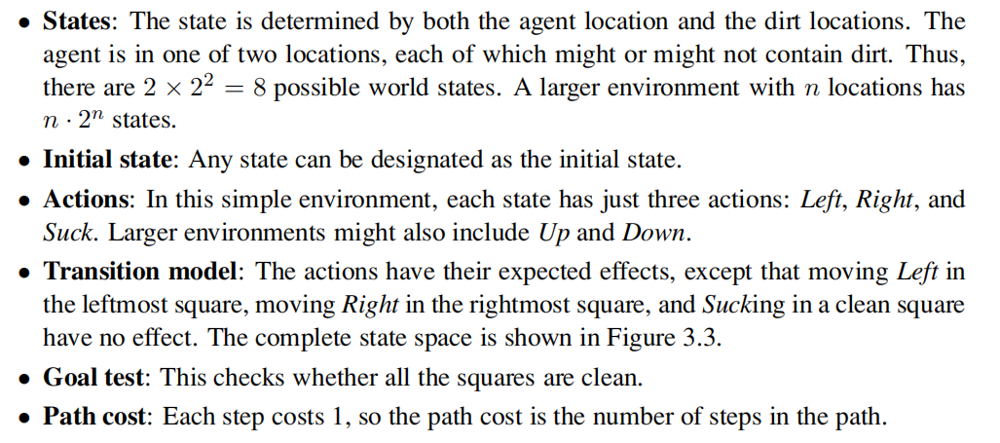 • States: The state is determined by both the agent location and the dirt locations. The
agent is in one of two locations, each of which might or might not contain dirt. Thus,
there are 2 × 2² = 8 possible world states. A larger environment with n locations has
n · 2ⁿ states.
• Initial state: Any state can be designated as the initial state.
• Actions: In this simple environment, each state has just three actions: Left, Right, and
Suck. Larger environments might also include Up and Down.
• Transition model: The actions have their expected effects, except that moving Left in
the leftmost square, moving Right in the rightmost square, and Sucking in a clean square
have no effect. The complete state space is shown in Figure 3.3.
• Goal test: This checks whether all the squares are clean.
• Path cost: Each step costs 1, so the path cost is the number of steps in the path.